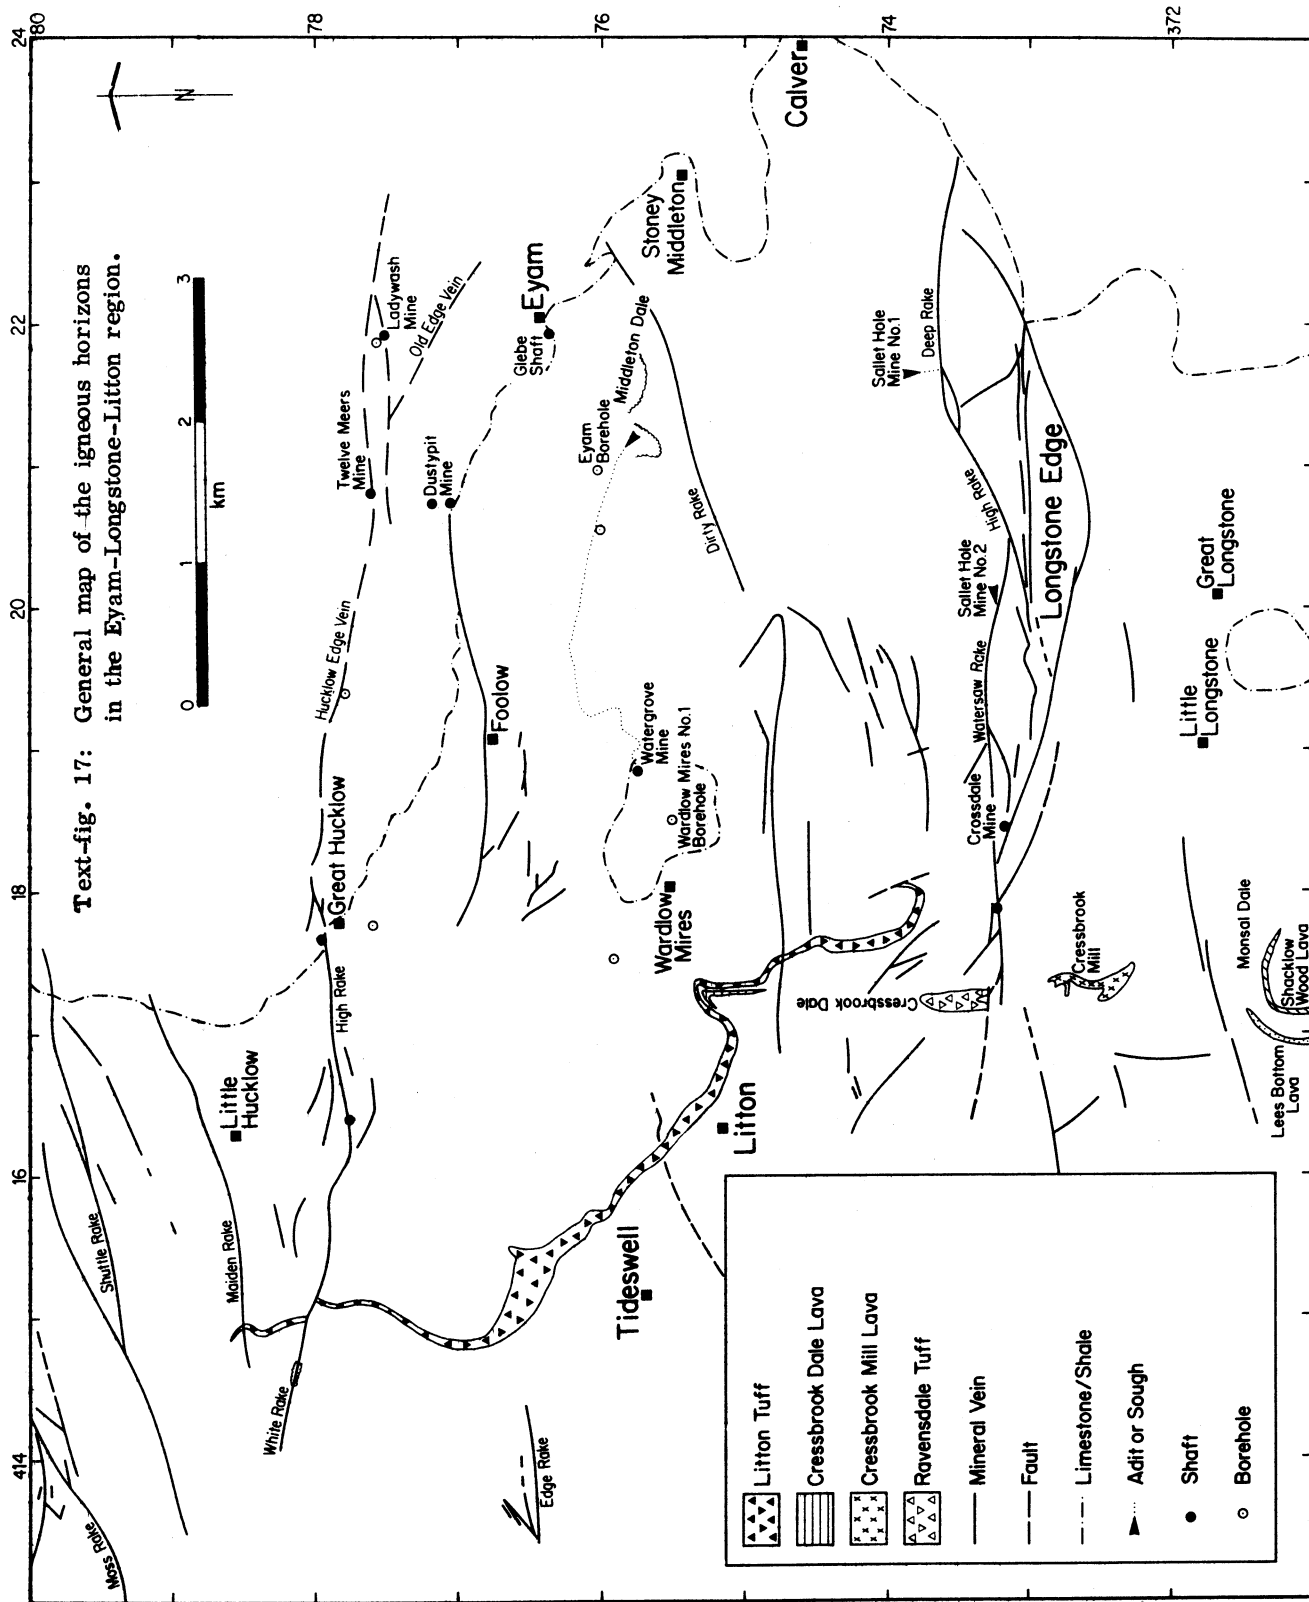 Text-fig. 17: General map of the igneous horizons
in the Eyam-Longstone-Litton region.
0
1
2
3
km
N
24
22
20
18
16
414
80
78
76
74
372
Moss Rake
Shuttle Rake
Maiden Rake
White Rake
Edge Rake
Little
Hucklow
High Rake
Great Hucklow
Hucklow Edge Vein
Twelve Meers
Mine
Ladywash
Mine
Old Edge Vein
Dustypit
Mine
Foolow
Glebe
Shaft
Eyam
Eyam
Borehole
Middleton Dale
Stoney
Middleton
Calver
Dirty Rake
Watergrove
Mine
Wardlow Mires No.1
Borehole
Wardlow
Mires
Tideswell
Litton
Cressbrook Dale
Cressbrook
Mill
Crossdale
Mine
Watersaw Rake
Sallet Hole
Mine No.2
High Rake
Sallet Hole
Mine No.1
Deep Rake
Longstone Edge
Little
Longstone
Great
Longstone
Monsal Dale
Shacklow
Wood Lava
Lees Bottom
Lava
Litton Tuff
Cressbrook Dale Lava
Cressbrook Mill Lava
Ravensdale Tuff
Mineral Vein
Fault
Limestone/Shale
Adit or Sough
Shaft
Borehole